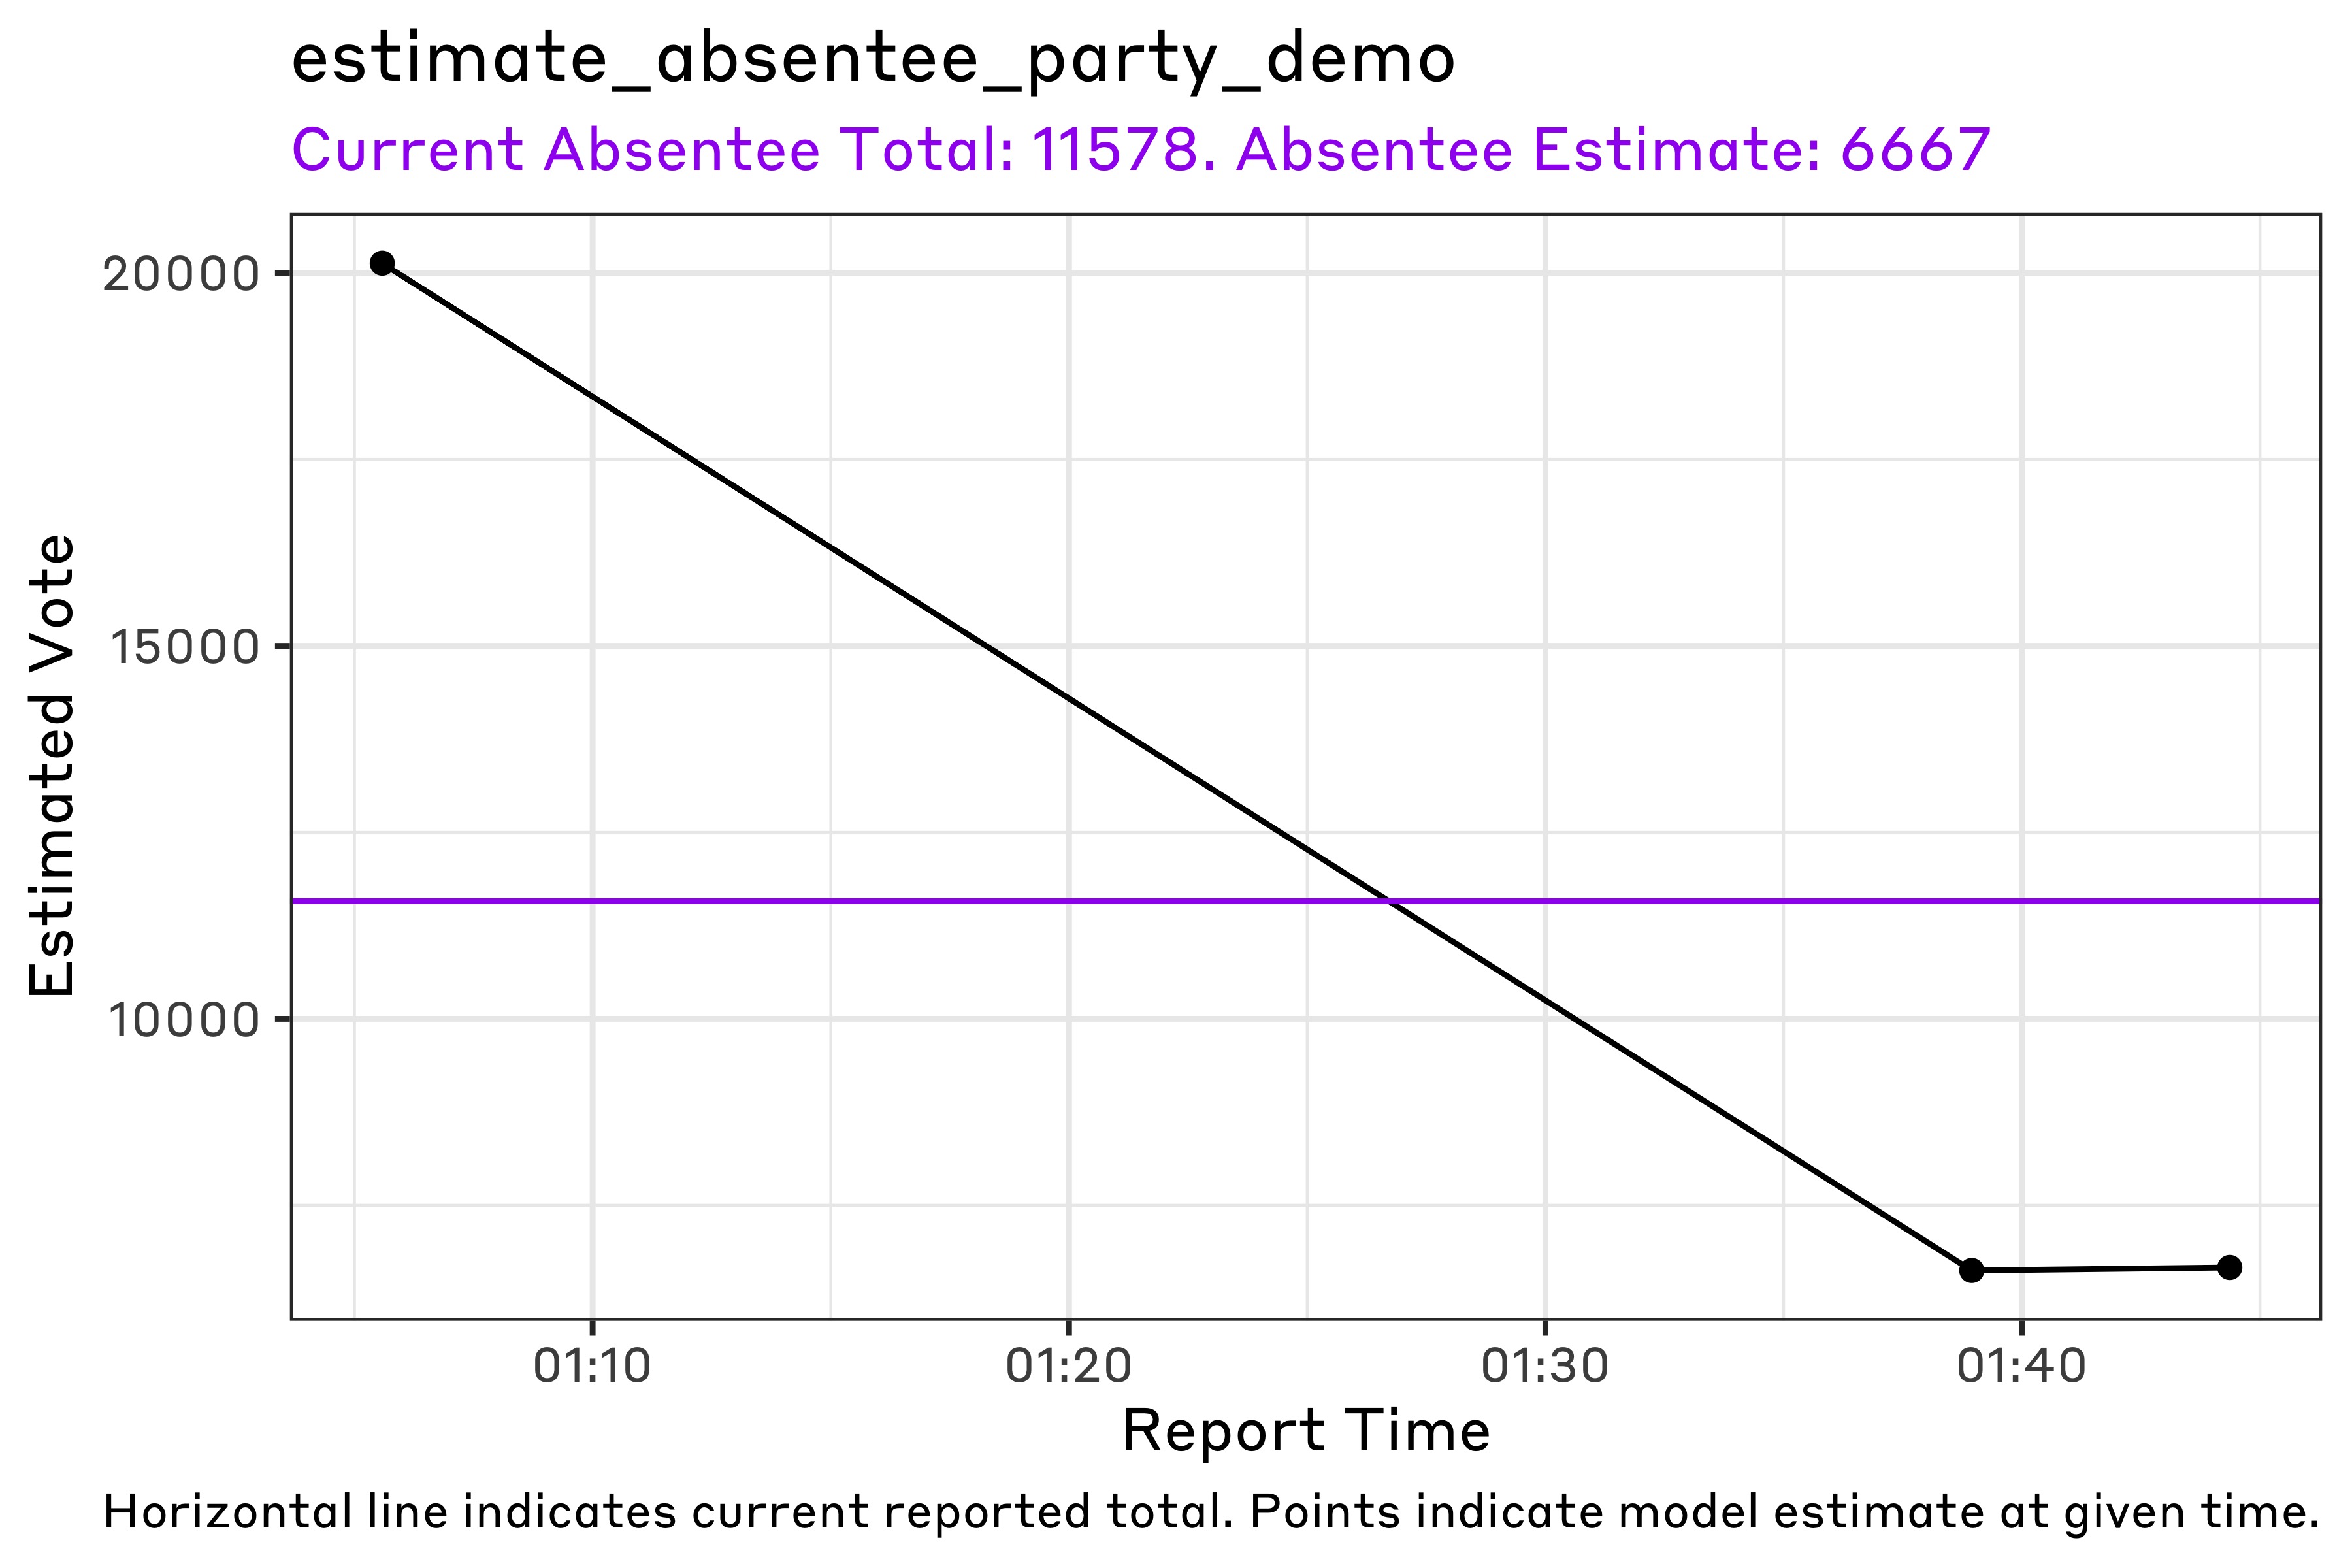 estimate_absentee_party_demo
Current Absentee Total: 11578. Absentee Estimate: 6667
Estimated Vote
20000
15000
10000
01:10 01:20 01:30 01:40
Report Time
Horizontal line indicates current reported total. Points indicate model estimate at given time.